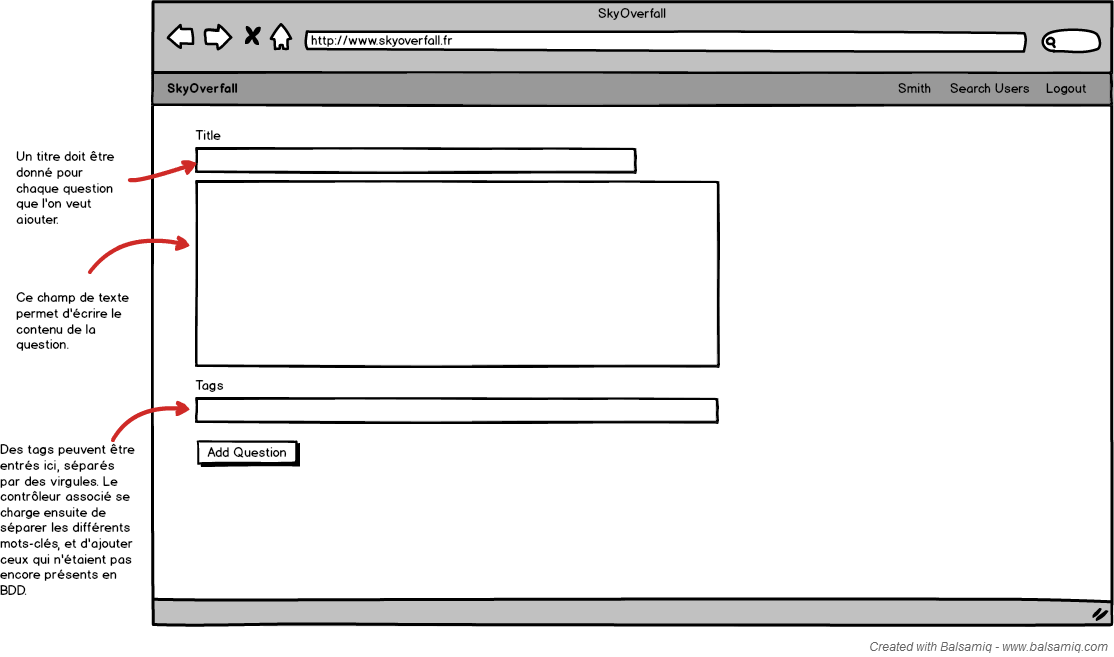 SkyOverfall
http://www.skyoverfall.fr
SkyOverfall
Smith
Search Users
Logout
Title
Un titre doit être
donné pour
chaque question
que l'on veut
ajouter.
Ce champ de texte
permet d'écrire le
contenu de la
question.
Tags
Des tags peuvent être
entrés ici, séparés
par des virgules. Le
contrôleur associé se
charge ensuite de
séparer les différents
mots-clés, et d'ajouter
ceux qui n'étaient pas
encore présents en
BDD.
Add Question
Created with Balsamiq - www.balsamiq.com